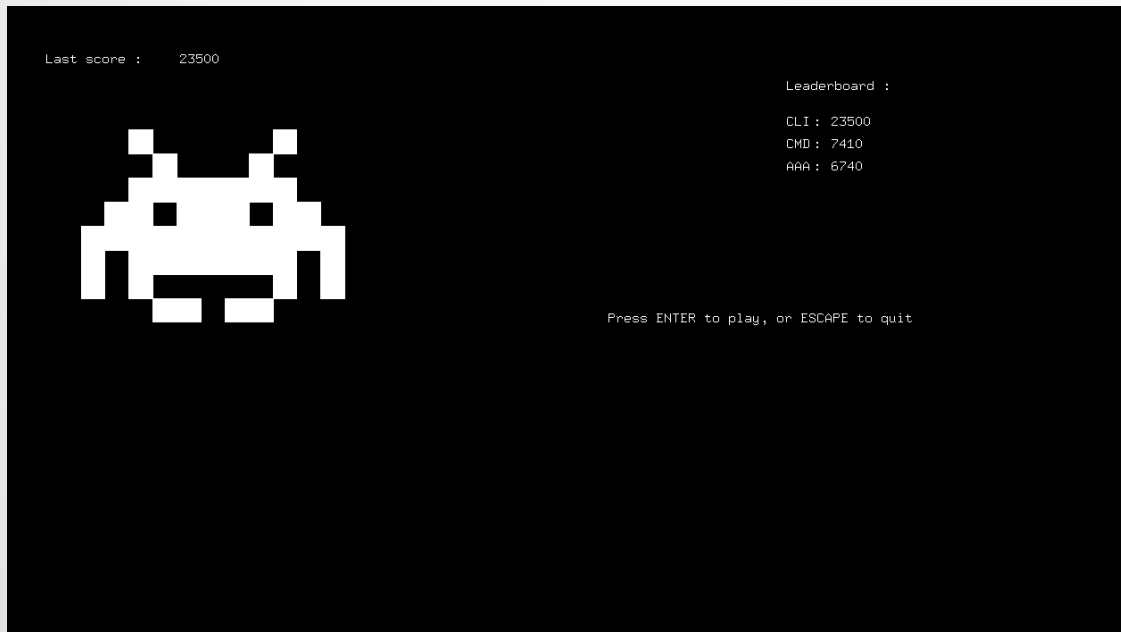 Last score : 23500
Leaderboard :
CLI : 23500
CMD : 7410
AAA : 6740
Press ENTER to play, or ESCAPE to quit